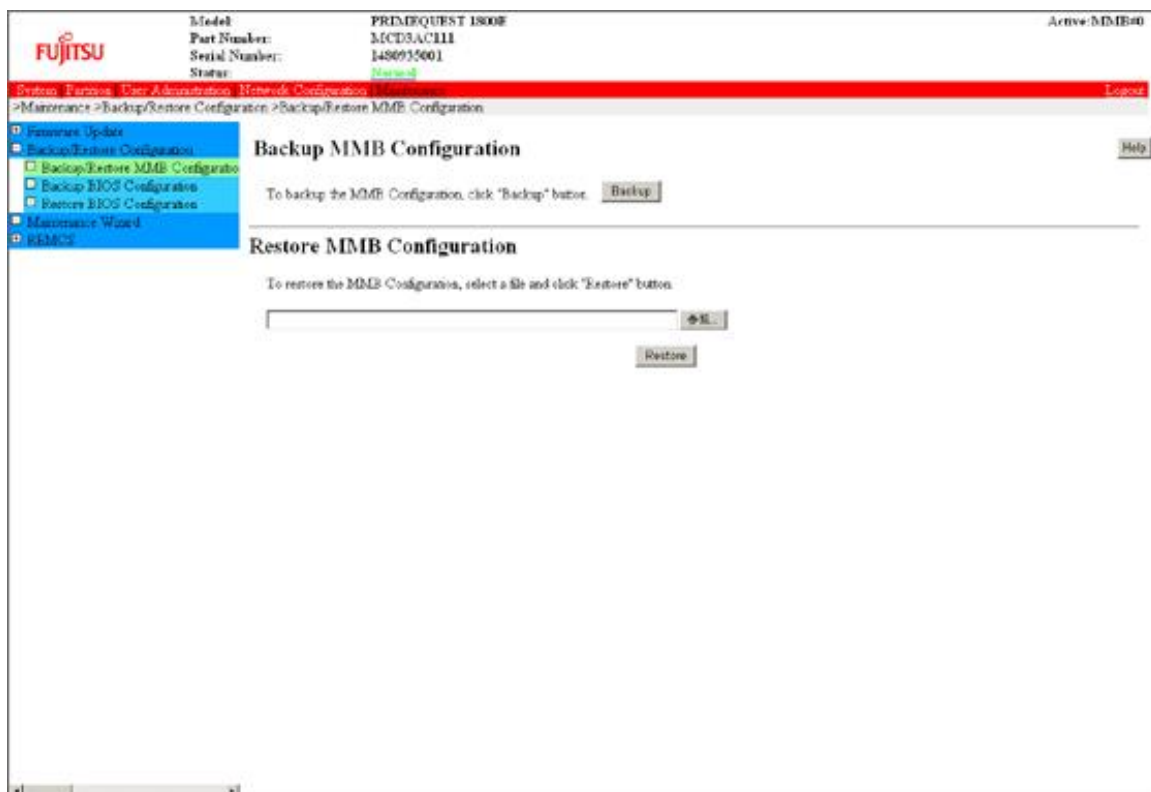 FUJITSU
Model: PRIMEQUEST 1800E Active:MMB#0
Part Number: MCD3AC111
Serial Number: 1480935001
Status: Normal
System Partition User Administration Network Configuration Maintenance Logout
>Maintenance >Backup/Restore Configuration >Backup/Restore MMB Configuration
Firmware Update
Backup/Restore Configuration
Backup/Restore MMB Configuratio
Backup BIOS Configuration
Restore BIOS Configuration
Maintenance Wizard
REMCS
Backup MMB Configuration
Help
To backup the MMB Configuration, click "Backup" button. Backup
Restore MMB Configuration
To restore the MMB Configuration, select a file and click "Restore" button.
参照...
Restore